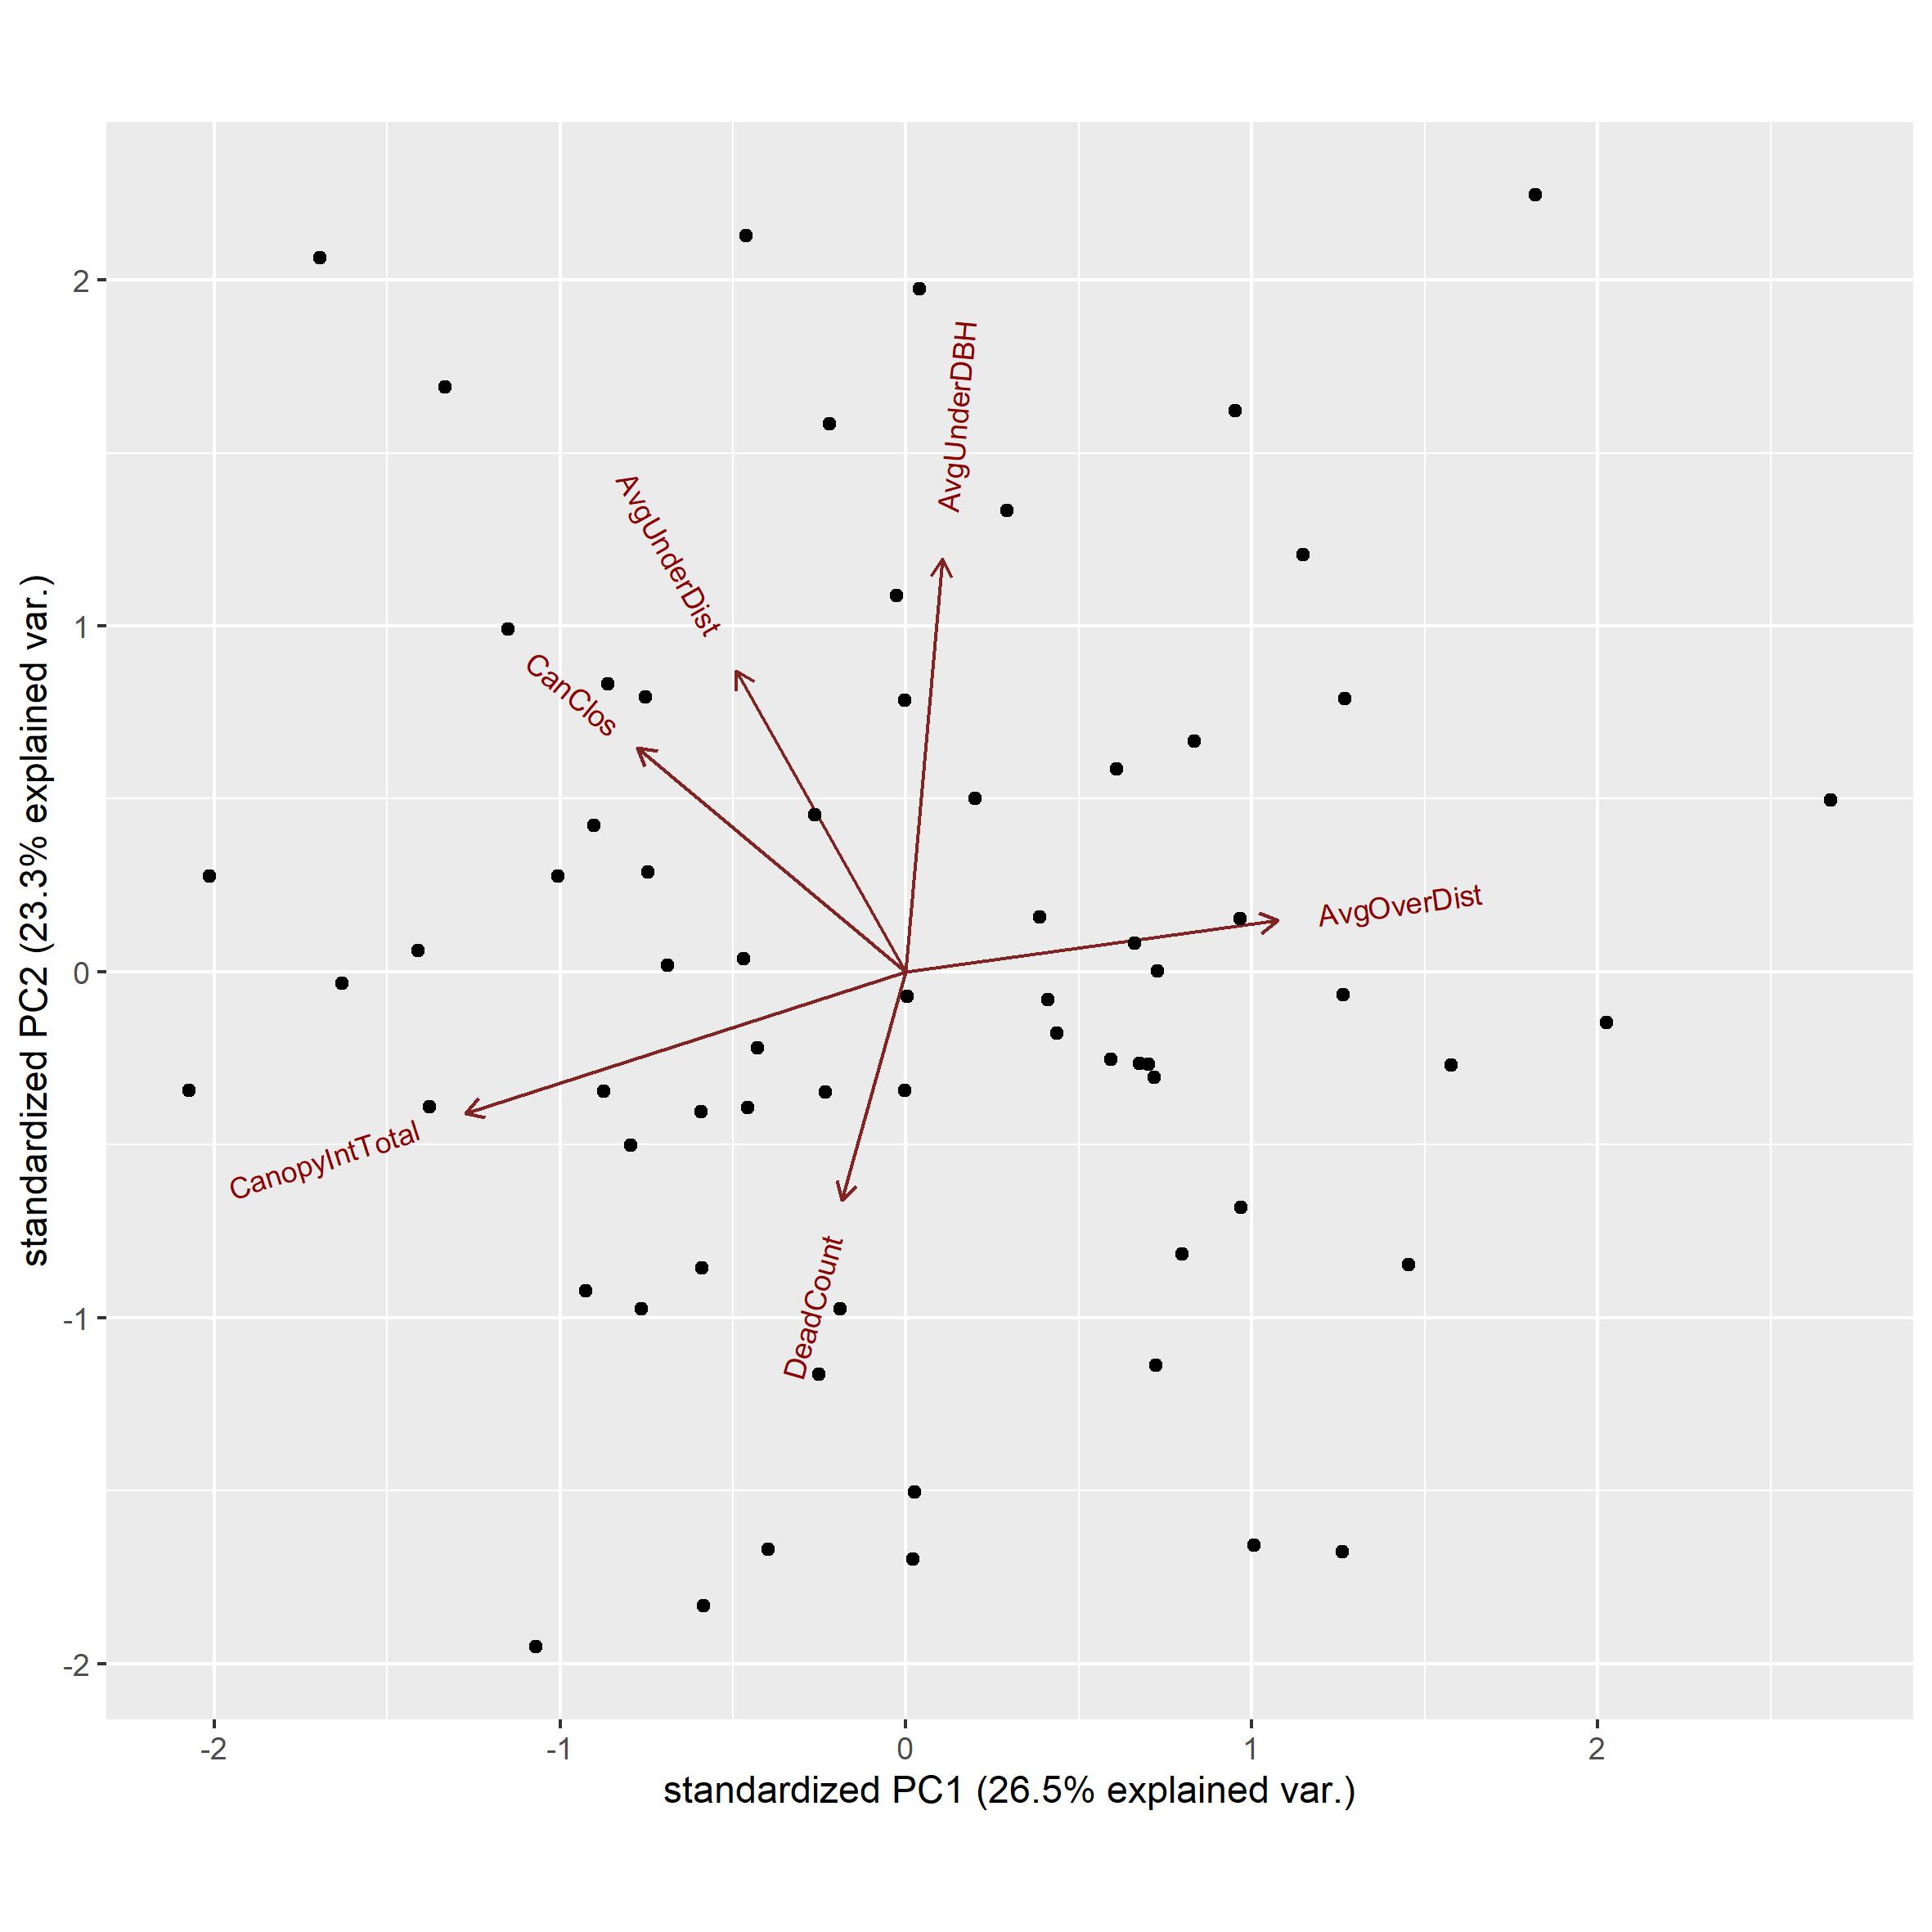 standardized PC2 (23.3% explained var.)
2
1
0
-1
-2
AvgUnderDBH
AvgUnderDist
CanClos
AvgOverDist
CanopyIntTotal
DeadCount
-2 -1 0 1 2
standardized PC1 (26.5% explained var.)